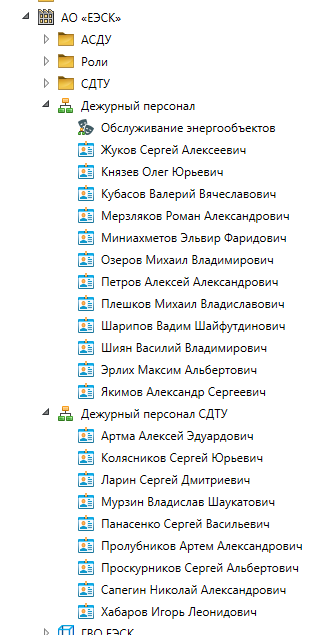 АО «ЕЭСК»
АСДУ
Роли
СДТУ
Дежурный персонал
Обслуживание энергообъектов
Жуков Сергей Алексеевич
Князев Олег Юрьевич
Кубасов Валерий Вячеславович
Мерзляков Роман Александрович
Миниахметов Эльвир Фаридович
Озеров Михаил Владимирович
Петров Алексей Александрович
Плешков Михаил Владиславович
Шарипов Вадим Шайфутдинович
Шиян Василий Владимирович
Эрлих Максим Альбертович
Якимов Александр Сергеевич
Дежурный персонал СДТУ
Артма Алексей Эдуардович
Колясников Сергей Юрьевич
Ларин Сергей Дмитриевич
Мурзин Владислав Шаукатович
Панасенко Сергей Васильевич
Пролубников Артем Александрович
Проскурников Сергей Альбертович
Сапегин Николай Александрович
Хабаров Игорь Леонидович
ГВО ЕЭСК